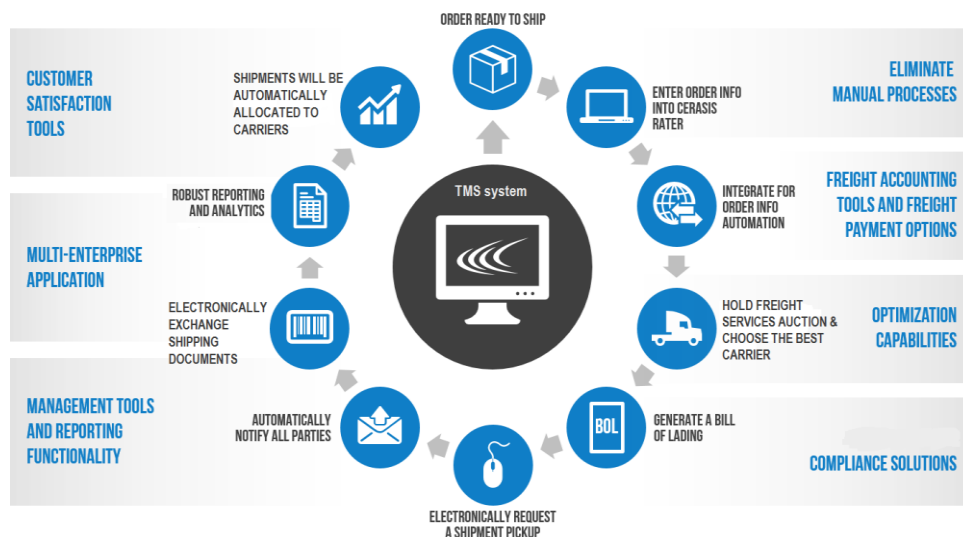 ORDER READY TO SHIP
CUSTOMER
SATISFACTION
TOOLS
SHIPMENTS WILL BE
AUTOMATICALLY
ALLOCATED TO
CARRIERS
ENTER ORDER INFO
INTO CERASIS
RATER
ELIMINATE
MANUAL PROCESSES
ROBUST REPORTING
AND ANALYTICS
TMS system
INTEGRATE FOR
ORDER INFO
AUTOMATION
FREIGHT ACCOUNTING
TOOLS AND FREIGHT
PAYMENT OPTIONS
MULTI-ENTERPRISE
APPLICATION
ELECTRONICALLY
EXCHANGE
SHIPPING
DOCUMENTS
HOLD FREIGHT
SERVICES AUCTION &
CHOOSE THE BEST
CARRIER
OPTIMIZATION
CAPABILITIES
MANAGEMENT TOOLS
AND REPORTING
FUNCTIONALITY
AUTOMATICALLY
NOTIFY ALL PARTIES
BOL
GENERATE A BILL
OF LADING
COMPLIANCE SOLUTIONS
ELECTRONICALLY REQUEST
A SHIPMENT PICKUP